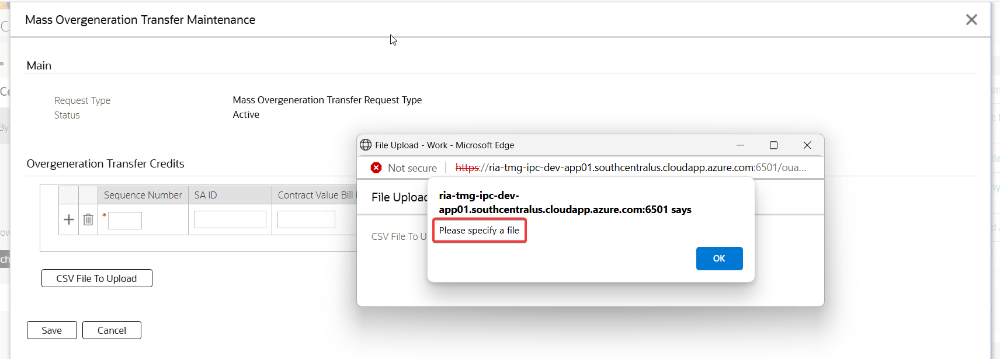 Mass Overgeneration Transfer Maintenance
Main
Request Type Mass Overgeneration Transfer Request Type
Status Active
Overgeneration Transfer Credits
Sequence Number SA ID Contract Value Bill
*
CSV File To Upload
Save Cancel
File Upload - Work - Microsoft Edge
Not secure https://ria-tmg-ipc-dev-app01.southcentralus.cloudapp.azure.com:6501/oua...
File Upload
CSV File To U
ria-tmg-ipc-dev-
app01.southcentralus.cloudapp.azure.com:6501 says
Please specify a file
OK
By